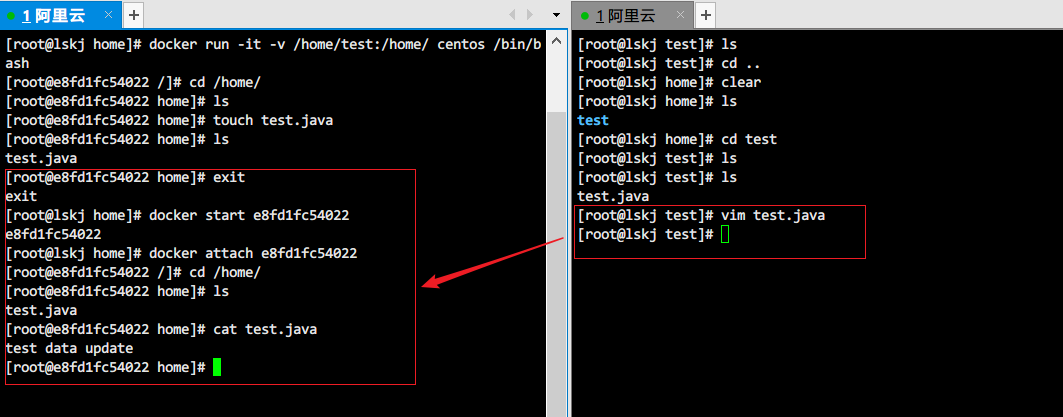 1 阿里云
[root@lskj home]# docker run -it -v /home/test:/home/ centos /bin/b
ash
[root@e8fd1fc54022 /]# cd /home/
[root@e8fd1fc54022 home]# ls
[root@e8fd1fc54022 home]# touch test.java
[root@e8fd1fc54022 home]# ls
test.java
[root@e8fd1fc54022 home]# exit
exit
[root@lskj home]# docker start e8fd1fc54022
e8fd1fc54022
[root@lskj home]# docker attach e8fd1fc54022
[root@e8fd1fc54022 /]# cd /home/
[root@e8fd1fc54022 home]# ls
test.java
[root@e8fd1fc54022 home]# cat test.java
test data update
[root@e8fd1fc54022 home]#
1 阿里云
[root@lskj test]# ls
[root@lskj test]# cd ..
[root@lskj home]# clear
[root@lskj home]# ls
test
[root@lskj home]# cd test
[root@lskj test]# ls
[root@lskj test]# ls
test.java
[root@lskj test]# vim test.java
[root@lskj test]#